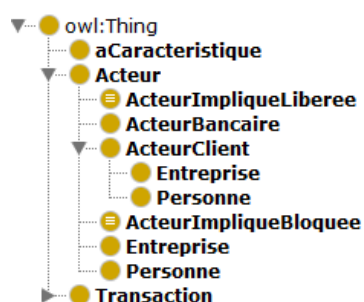 owl:Thing
aCaracteristique
Acteur
ActeurImpliqueLiberee
ActeurBancaire
ActeurClient
Entreprise
Personne
ActeurImpliqueBloquee
Entreprise
Personne
Transaction